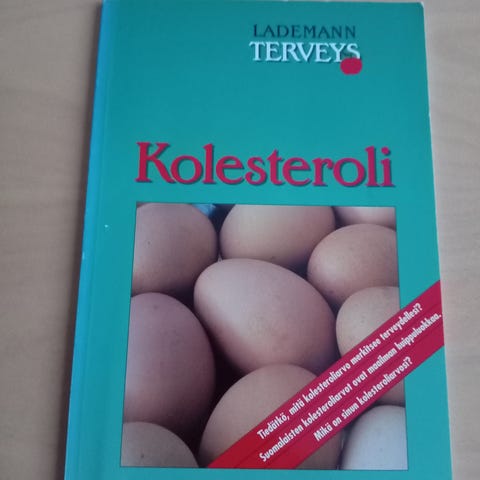 LADEMANN
TERVEYS
Kolesteroli
Tiedätkö, mitä kolesteroliarvo merkitsee terveydellesi?
Suomalaisten kolesteroliarvot ovat maailman huippuluokkaa.
Mikä on sinun kolesteroliarvosi?